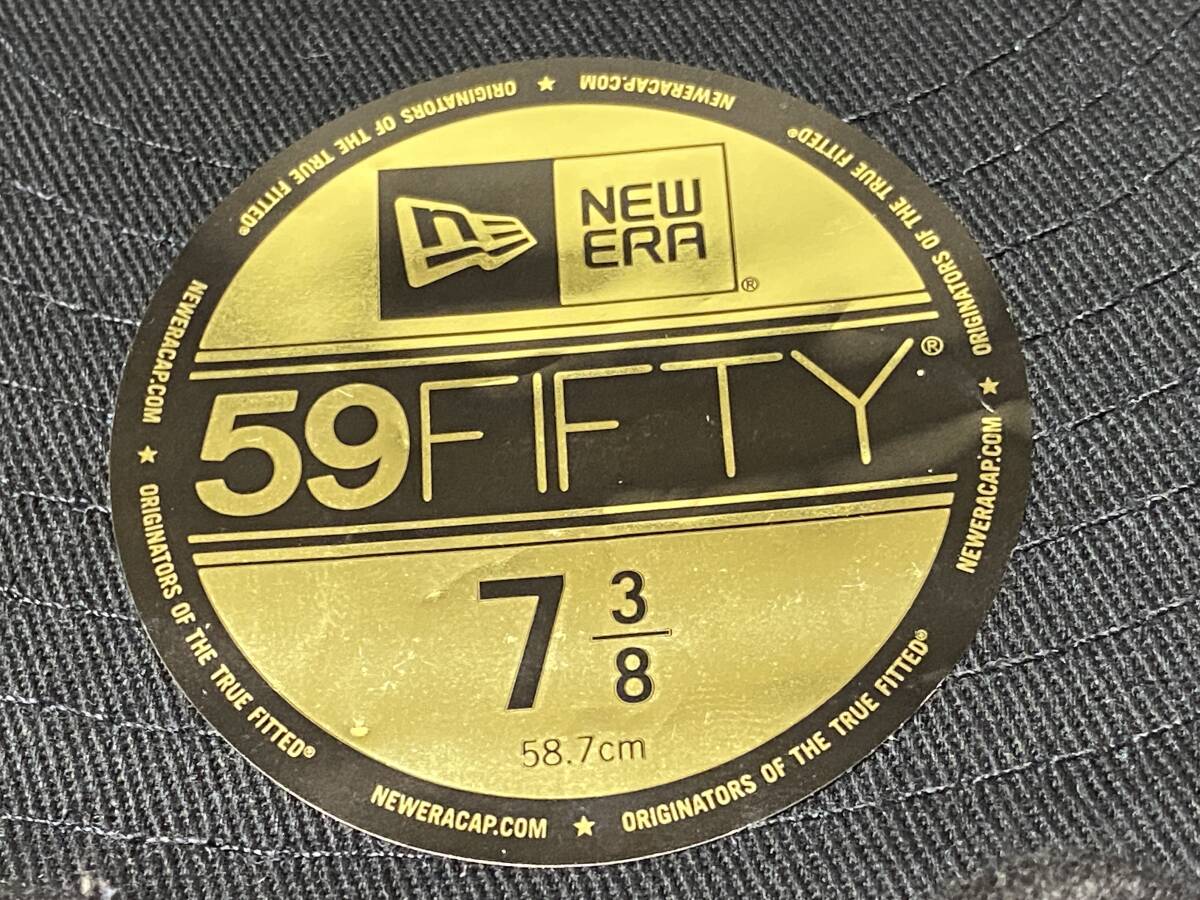 NEW
ERA
®
59FIFTY®
7 3/8
58.7cm
NEWERACAP.COM ★ ORIGINATORS OF THE TRUE FITTED®
NEWERACAP.COM ★ ORIGINATORS OF THE TRUE FITTED®
NEWERACAP.COM ★ ORIGINATORS OF THE TRUE FITTED®
NEWERACAP.COM ★ ORIGINATORS OF THE TRUE FITTED®